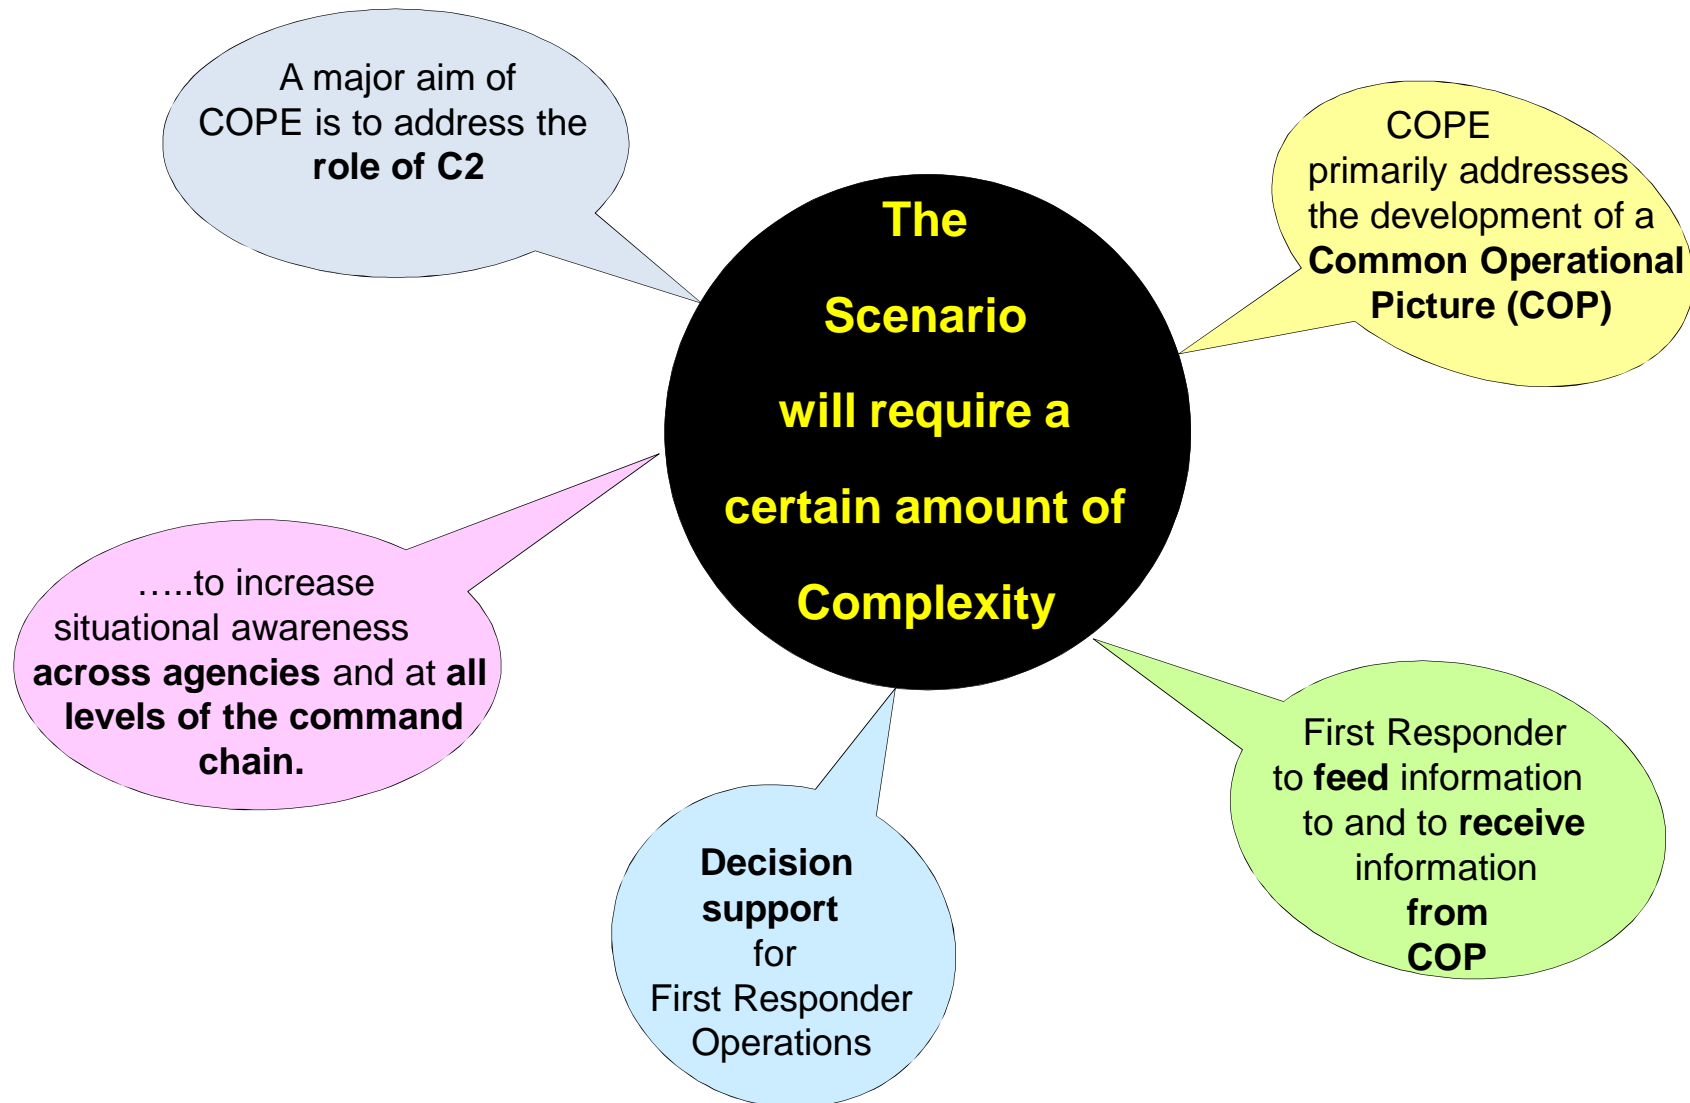 A major aim of
COPE is to address the
role of C2
COPE
primarily addresses
the development of a
Common Operational
Picture (COP)
The
Scenario
will require a
certain amount of
Complexity
…..to increase
situational awareness
across agencies and at all
levels of the command
chain.
Decision
support
for
First Responder
Operations
First Responder
to feed information
to and to receive
information
from
COP